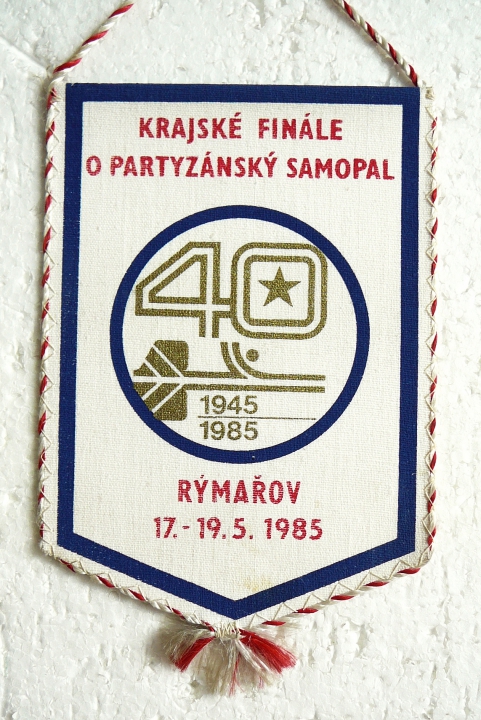 KRAJSKÉ FINÁLE
O PARTYZÁNSKÝ SAMOPAL
40
1945
1985
RÝMAŘOV
17.-19.5.1985